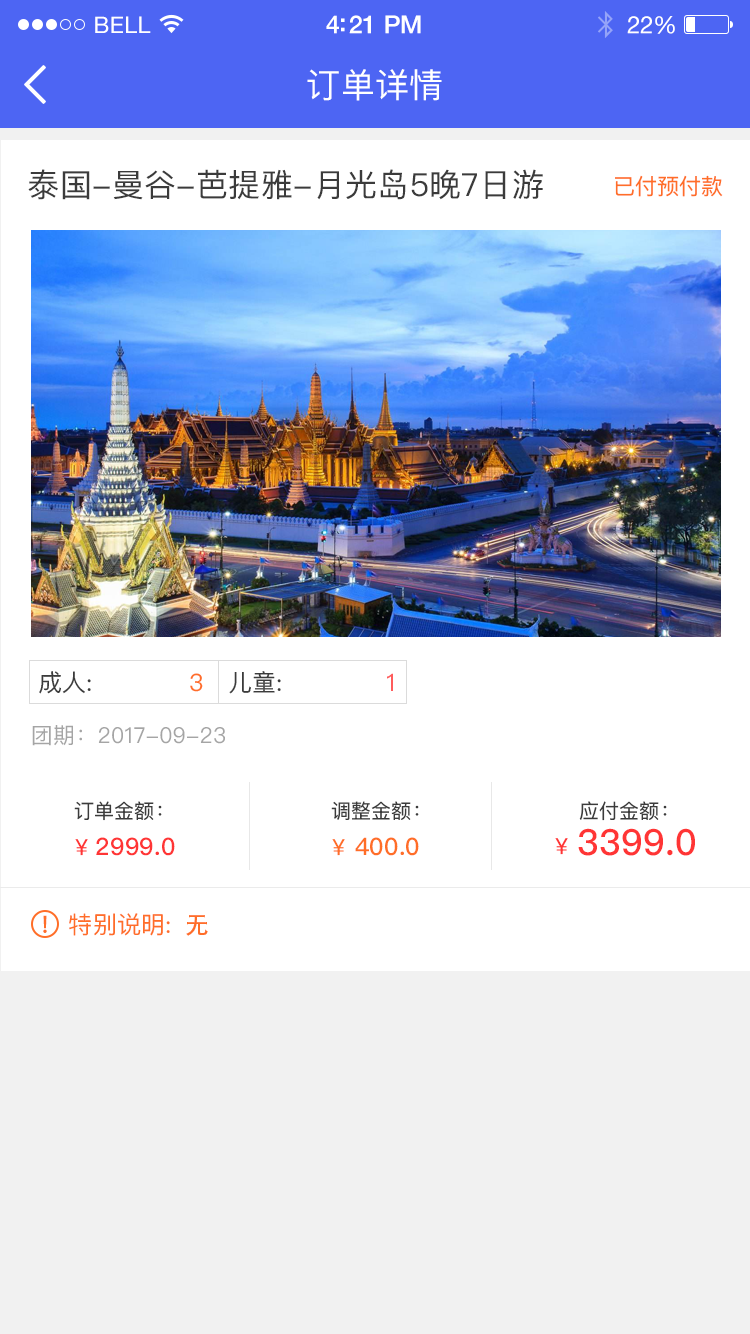 BELL 4:21 PM 22%
订单详情
泰国-曼谷-芭提雅-月光岛5晚7日游 已付预付款
成人: 3 儿童: 1
团期：2017-09-23
订单金额： 调整金额： 应付金额：
¥ 2999.0 ¥ 400.0 ¥ 3399.0
特别说明: 无